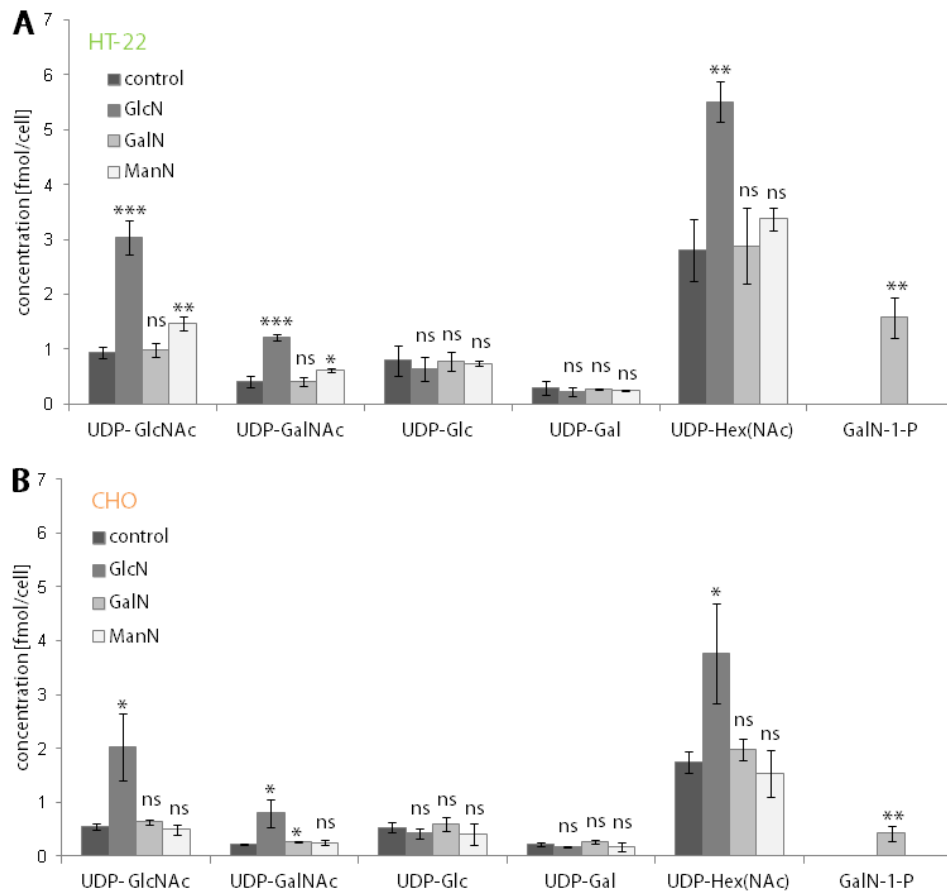 A
HT-22
control
GlcN
GalN
ManN
concentration [fmol/cell]
7
6
5
4
3
2
1
0
***
ns
**
***
ns
*
ns ns ns
ns ns ns
**
ns ns
**
UDP- GlcNAc UDP-GalNAc UDP-Glc UDP-Gal UDP-Hex(NAc) GalN-1-P
B
CHO
control
GlcN
GalN
ManN
concentration [fmol/cell]
7
6
5
4
3
2
1
0
*
ns ns
*
*
ns
ns ns ns
ns ns ns
*
ns
ns
**
UDP- GlcNAc UDP-GalNAc UDP-Glc UDP-Gal UDP-Hex(NAc) GalN-1-P